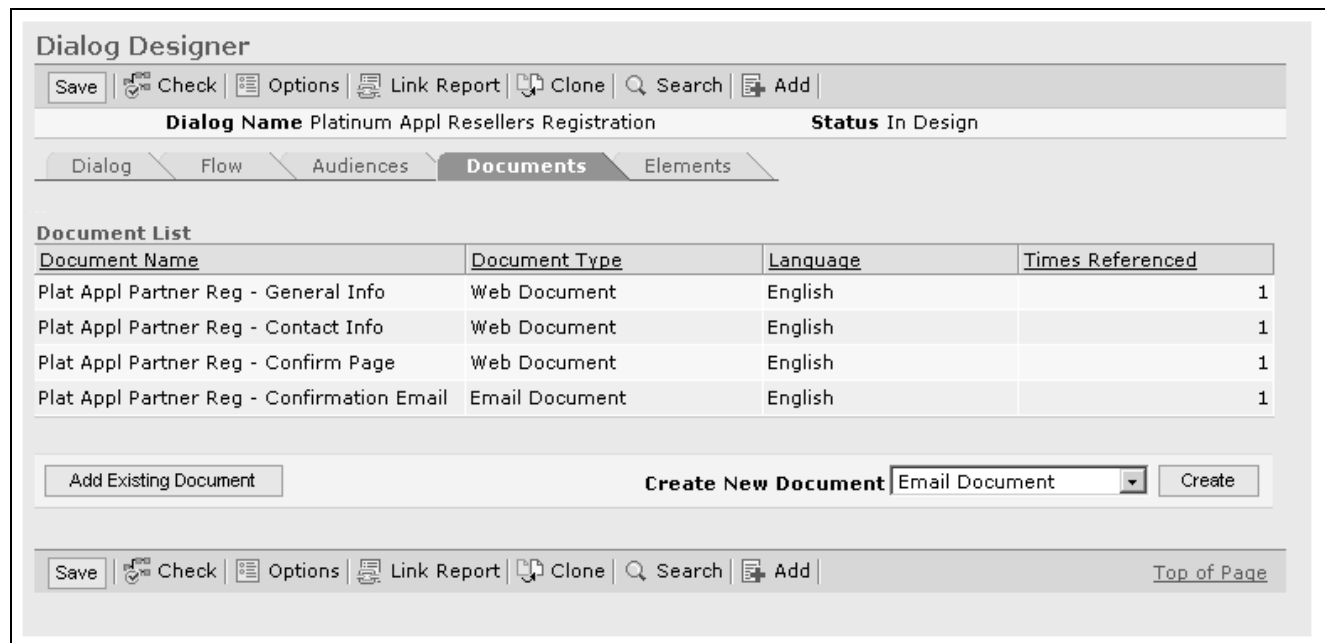 Dialog Designer
Save | Check | Options | Link Report | Clone | Search | Add |
Dialog Name Platinum Appl Resellers Registration Status In Design
Dialog Flow Audiences Documents Elements
Document List
Document Name Document Type Language Times Referenced
Plat Appl Partner Reg - General Info Web Document English 1
Plat Appl Partner Reg - Contact Info Web Document English 1
Plat Appl Partner Reg - Confirm Page Web Document English 1
Plat Appl Partner Reg - Confirmation Email Email Document English 1
Add Existing Document Create New Document Email Document Create
Save | Check | Options | Link Report | Clone | Search | Add | Top of Page